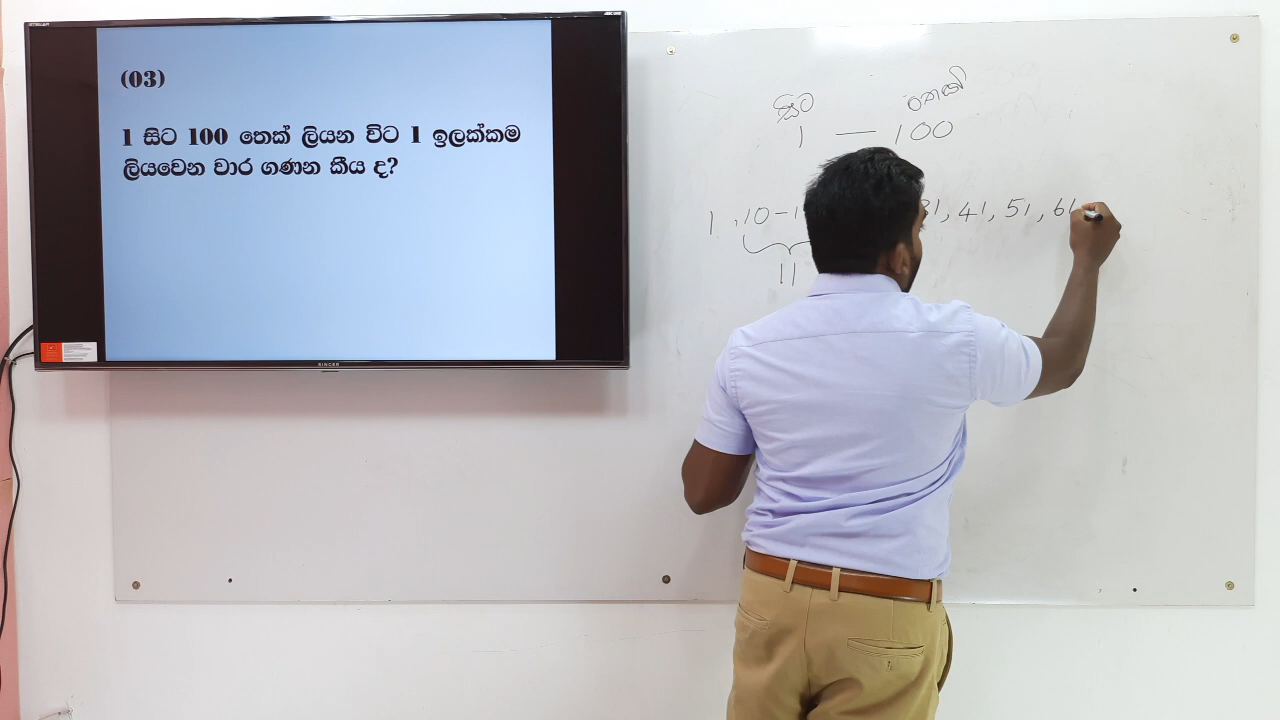 (03)
1 සිට 100 තෙක් ලියන විට 1 ඉලක්කම
ලියවෙන වාර ගණන කීය ද?
SINGER
සිට තෙක්
1 — 100
1 , 10 - 1 31, 41, 51, 61
11